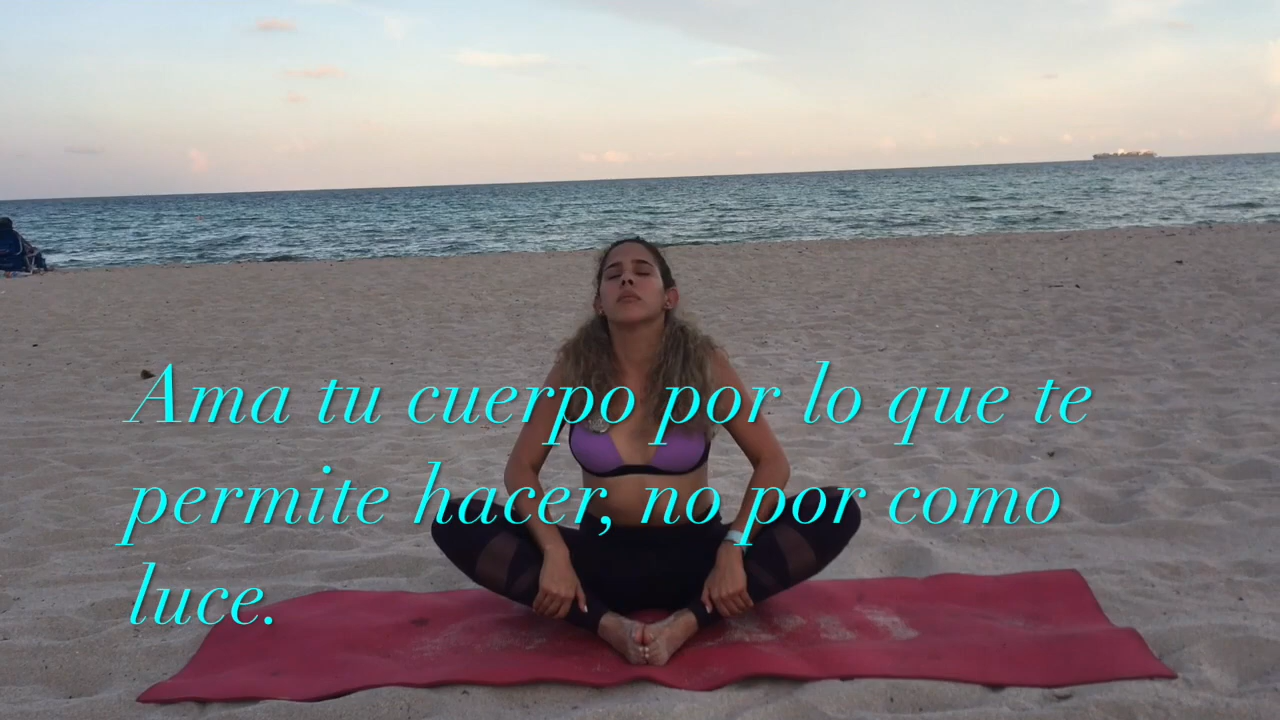 Ama tu cuerpo por lo que te
permite hacer, no por como
luce.